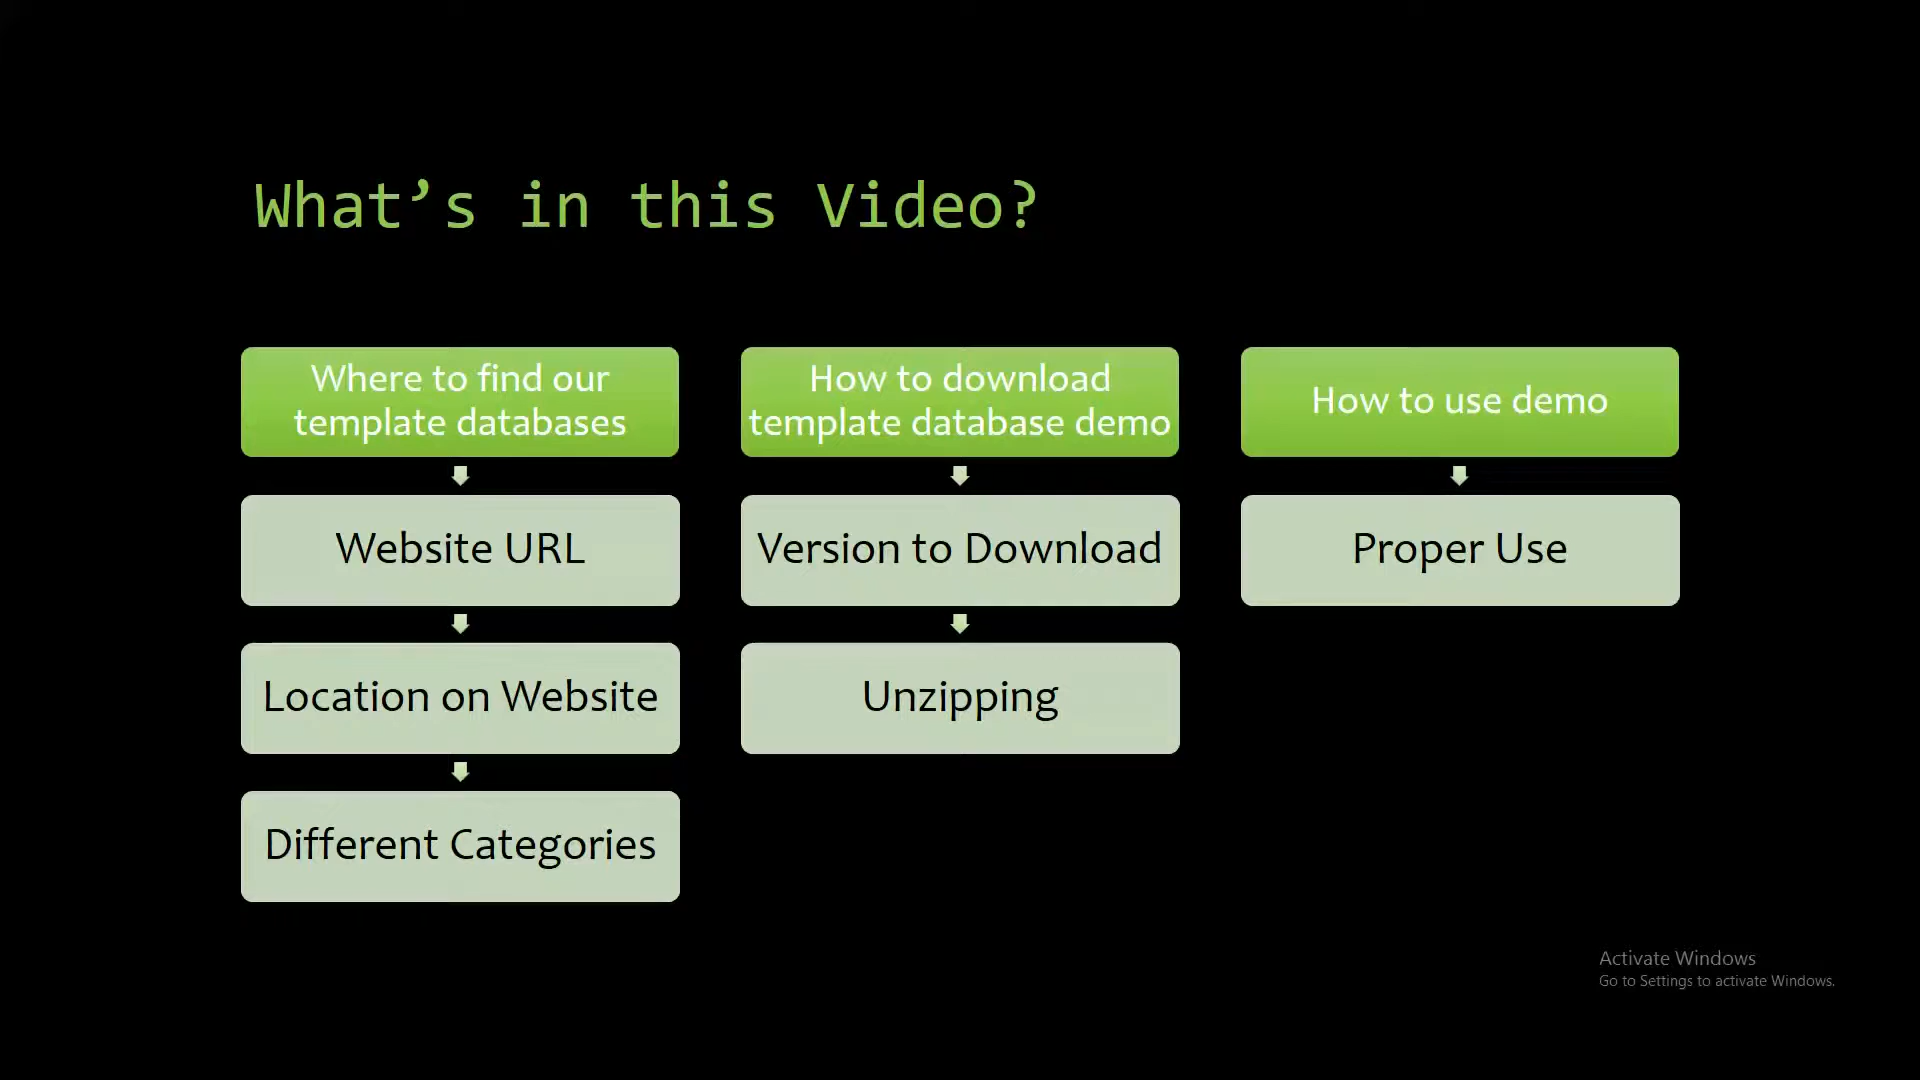 What’s in this Video?
Where to find our
template databases
Website URL
Location on Website
Different Categories
How to download
template database demo
Version to Download
Unzipping
How to use demo
Proper Use
Activate Windows
Go to Settings to activate Windows.